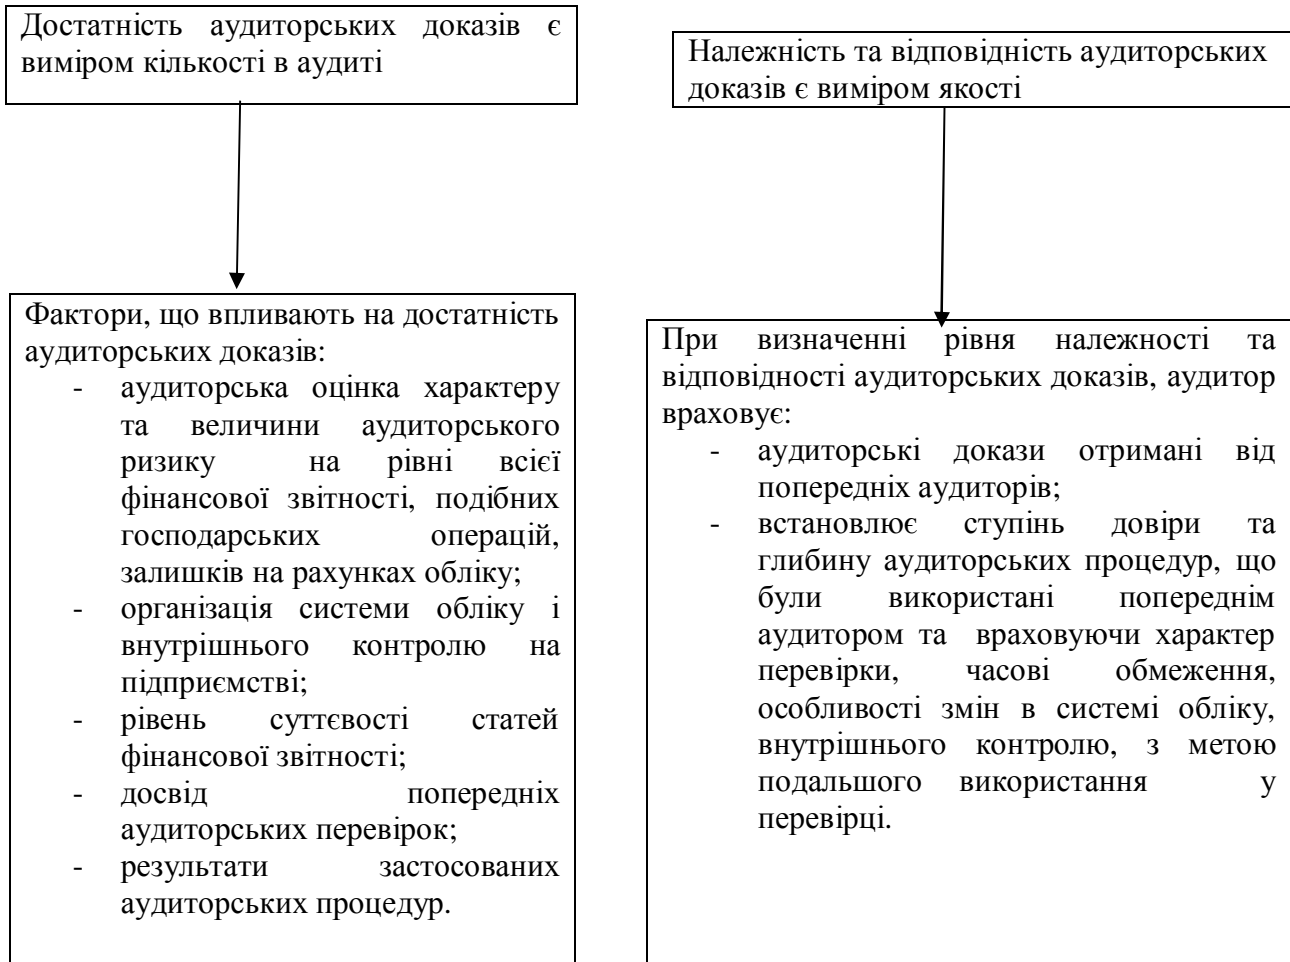 Достатність аудиторських доказів є
виміром кількості в аудиті
Належність та відповідність аудиторських
доказів є виміром якості
Фактори, що впливають на достатність
аудиторських доказів:
- аудиторська оцінка характеру
та величини аудиторського
ризику на рівні всієї
фінансової звітності, подібних
господарських операцій,
залишків на рахунках обліку;
- організація системи обліку і
внутрішнього контролю на
підприємстві;
- рівень суттєвості статей
фінансової звітності;
- досвід попередніх
аудиторських перевірок;
- результати застосованих
аудиторських процедур.
При визначенні рівня належності та
відповідності аудиторських доказів, аудитор
враховує:
- аудиторські докази отримані від
попередніх аудиторів;
- встановлює ступінь довіри та
глибину аудиторських процедур, що
були використані попереднім
аудитором та враховуючи характер
перевірки, часові обмеження,
особливості змін в системі обліку,
внутрішнього контролю, з метою
подальшого використання у
перевірці.